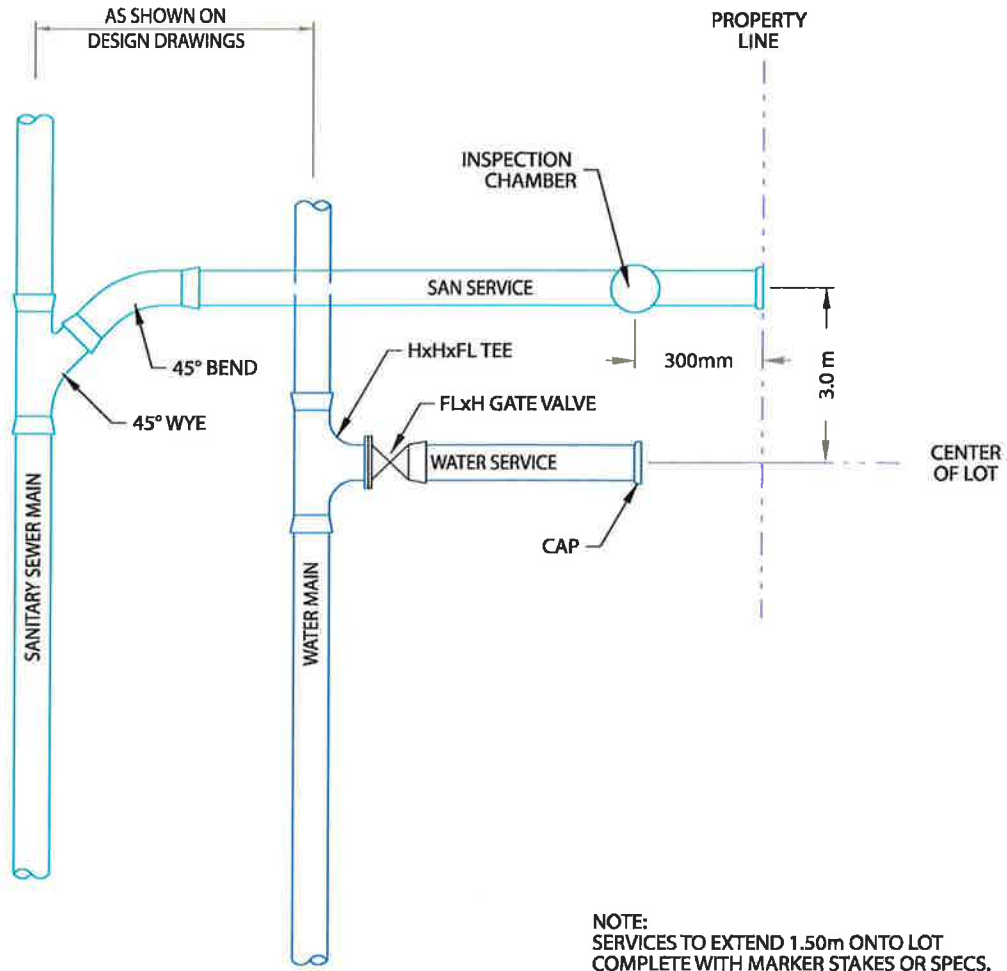 AS SHOWN ON
DESIGN DRAWINGS
PROPERTY
LINE
INSPECTION
CHAMBER
SAN SERVICE
45° BEND
HxHxFL TEE
300mm
3.0 m
45° WYE
FLxH GATE VALVE
WATER SERVICE
CENTER
OF LOT
CAP
SANITARY SEWER MAIN
WATER MAIN
NOTE:
SERVICES TO EXTEND 1.50m ONTO LOT
COMPLETE WITH MARKER STAKES OR SPECS.